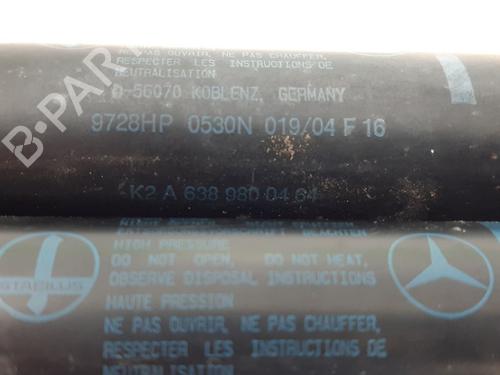 NE PAS OUVRIR, NE PAS CHAUFFER,
RESPECTER LES INSTRUCTIONS DE
NEUTRALISATION
D-56070 KOBLENZ, GERMANY
9728HP 0530N 019/04 F 16
K2 A 638 980 04 64
B-PARTS
HIGH PRESSURE
DO NOT OPEN, DO NOT HEAT,
OBSERVE DISPOSAL INSTRUCTIONS
STABILUS
HAUTE PRESSION
NE PAS OUVRIR, NE PAS CHAUFFER,
RESPECTER LES INSTRUCTIONS DE
NEUTRALISATION